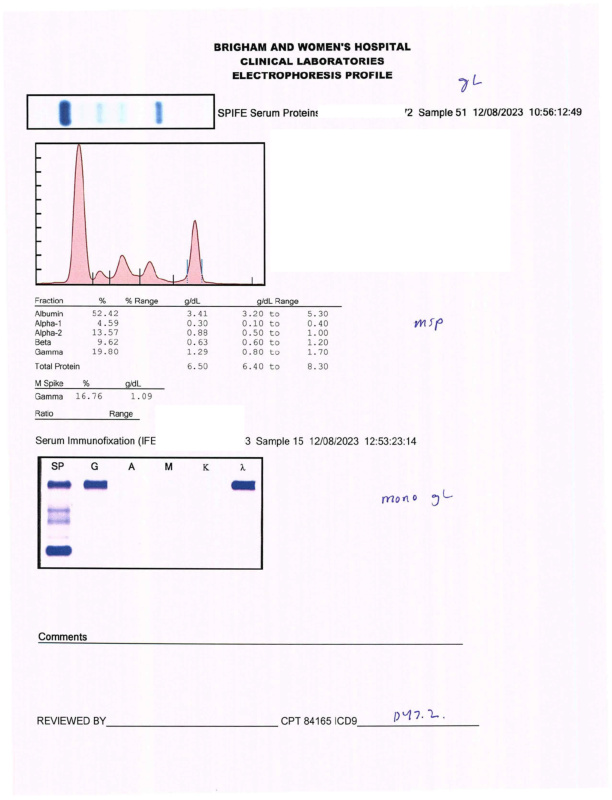 BRIGHAM AND WOMEN'S HOSPITAL
CLINICAL LABORATORIES
ELECTROPHORESIS PROFILE
gL
SPIFE Serum Proteins 72 Sample 51 12/08/2023 10:56:12:49
Fraction % % Range g/dL g/dL Range
Albumin 52.42 3.41 3.20 to 5.30
Alpha-1 4.59 0.30 0.10 to 0.40
Alpha-2 13.57 0.88 0.50 to 1.00
Beta 9.62 0.63 0.60 to 1.20
Gamma 19.80 1.29 0.80 to 1.70
Total Protein 6.50 6.40 to 8.30
msp
M Spike % g/dL
Gamma 16.76 1.09
Ratio Range
Serum Immunofixation (IFE 3 Sample 15 12/08/2023 12:53:23:14
SP G A M K λ
mono gL
Comments
REVIEWED BY CPT 84165 ICD9 D47.2.